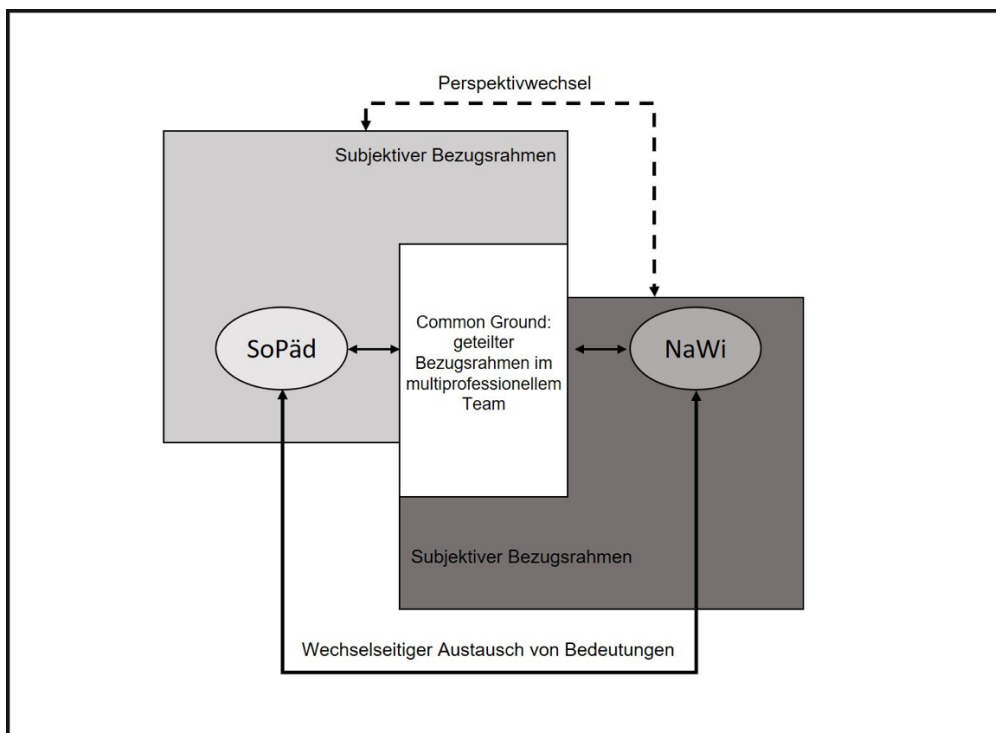 Perspektivwechsel
Subjektiver Bezugsrahmen
SoPäd
Common Ground:
geteilter
Bezugsrahmen im
multiprofessionellem
Team
NaWi
Subjektiver Bezugsrahmen
Wechselseitiger Austausch von Bedeutungen